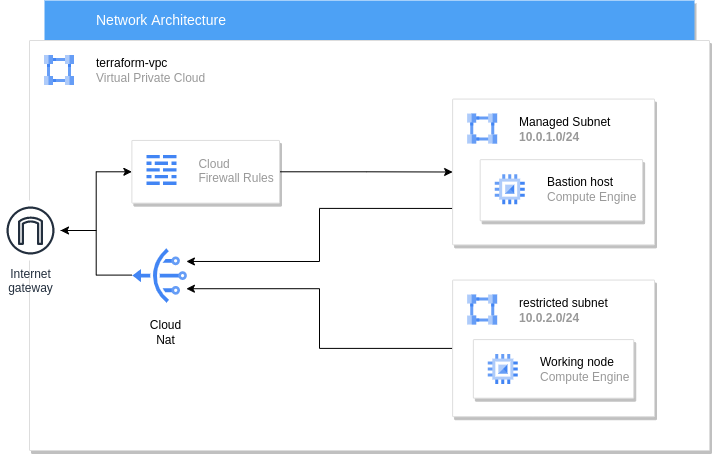 Network Architecture
terraform-vpc
Virtual Private Cloud
Managed Subnet
10.0.1.0/24
Cloud
Firewall Rules
Bastion host
Compute Engine
Internet
gateway
Cloud
Nat
restricted subnet
10.0.2.0/24
Working node
Compute Engine